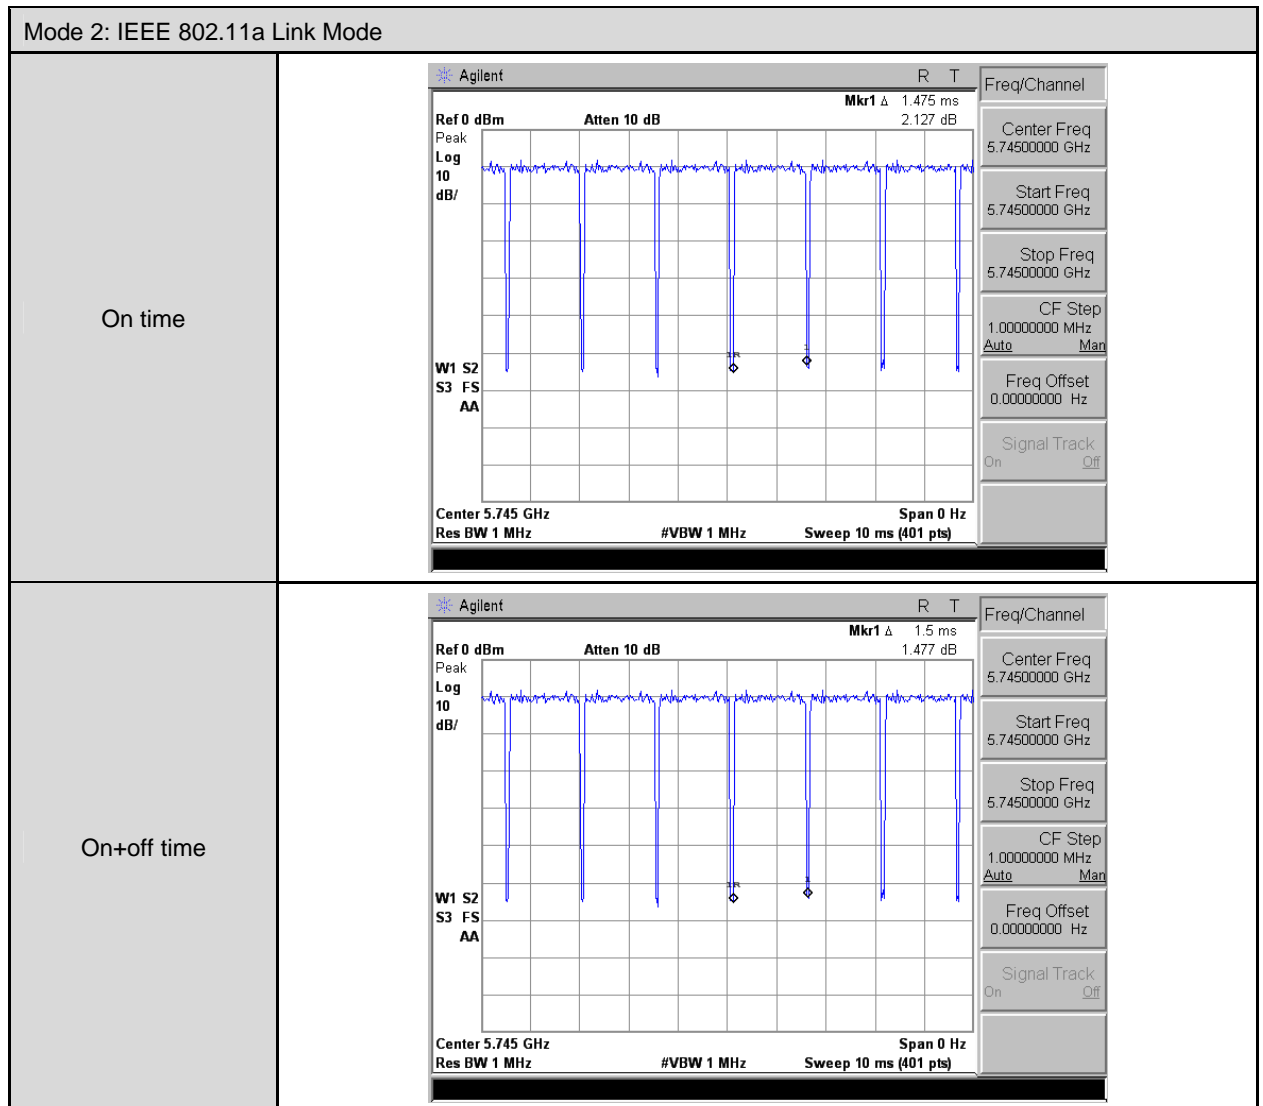 Mode 2: IEEE 802.11a Link Mode
On time
Agilent R T
Mkr1 Δ 1.475 ms
Ref 0 dBm Atten 10 dB 2.127 dB
Peak
Log
10
dB/
1R
1
W1 S2
S3 FS
AA
Center 5.745 GHz Span 0 Hz
Res BW 1 MHz #VBW 1 MHz Sweep 10 ms (401 pts)
Freq/Channel
Center Freq
5.74500000 GHz
Start Freq
5.74500000 GHz
Stop Freq
5.74500000 GHz
CF Step
1.00000000 MHz
Auto Man
Freq Offset
0.00000000 Hz
Signal Track
On Off
On+off time
Agilent R T
Mkr1 Δ 1.5 ms
Ref 0 dBm Atten 10 dB 1.477 dB
Peak
Log
10
dB/
1R
1
W1 S2
S3 FS
AA
Center 5.745 GHz Span 0 Hz
Res BW 1 MHz #VBW 1 MHz Sweep 10 ms (401 pts)
Freq/Channel
Center Freq
5.74500000 GHz
Start Freq
5.74500000 GHz
Stop Freq
5.74500000 GHz
CF Step
1.00000000 MHz
Auto Man
Freq Offset
0.00000000 Hz
Signal Track
On Off